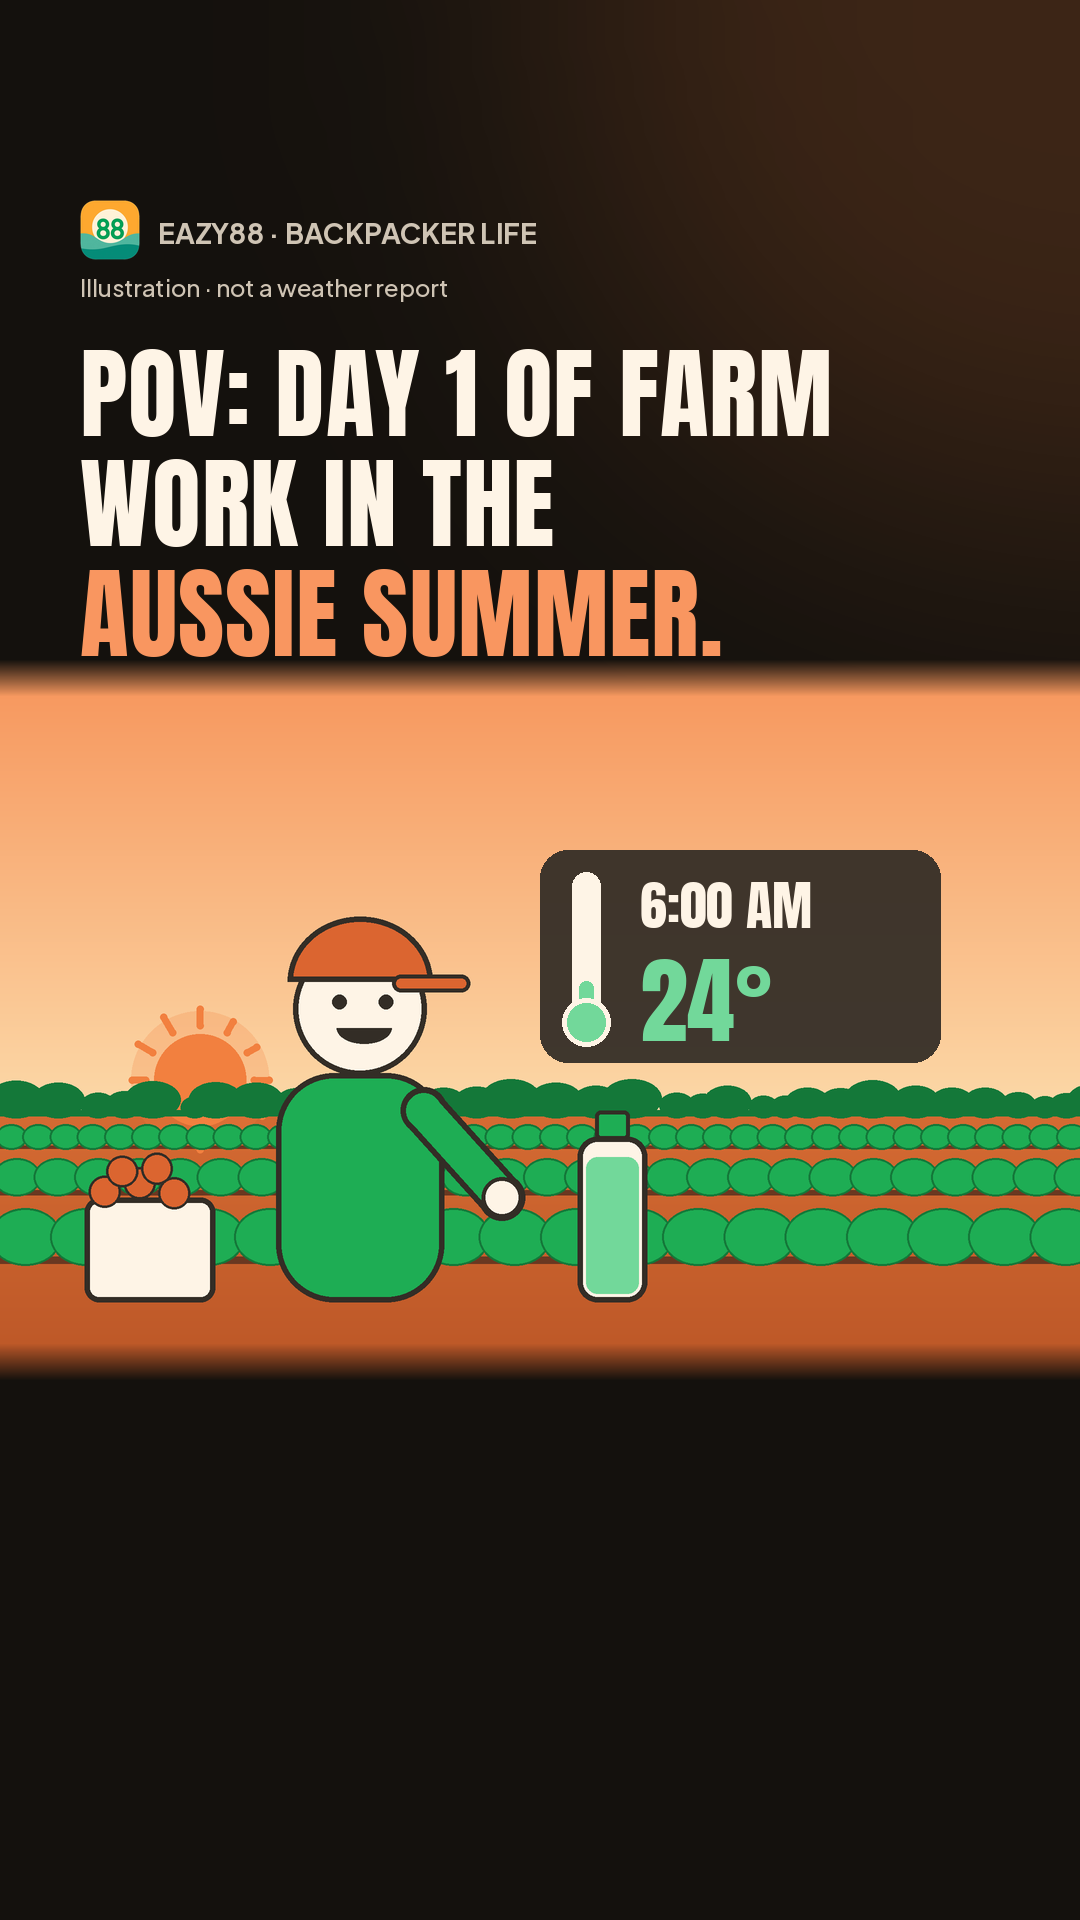 88
EAZY88 · BACKPACKER LIFE
Illustration · not a weather report
POV: DAY 1 OF FARM
WORK IN THE
AUSSIE SUMMER.
6:00 AM
24°